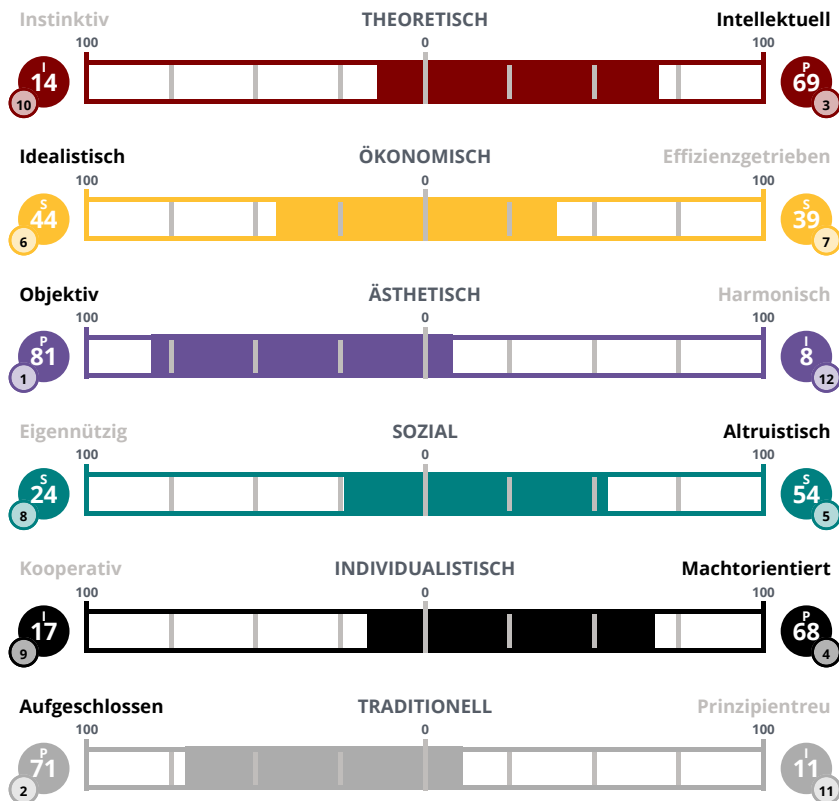 Instinktiv THEORETISCH Intellektuell
100 0 100
I 14 10 P 69 3
Idealistisch ÖKONOMISCH Effizienzgetrieben
100 0 100
S 44 6 S 39 7
Objektiv ÄSTHETISCH Harmonisch
100 0 100
P 81 1 I 8 12
Eigennützig SOZIAL Altruistisch
100 0 100
S 24 8 S 54 5
Kooperativ INDIVIDUALISTISCH Machtorientiert
100 0 100
I 17 9 P 68 4
Aufgeschlossen TRADITIONELL Prinzipientreu
100 0 100
P 71 2 I 11 11